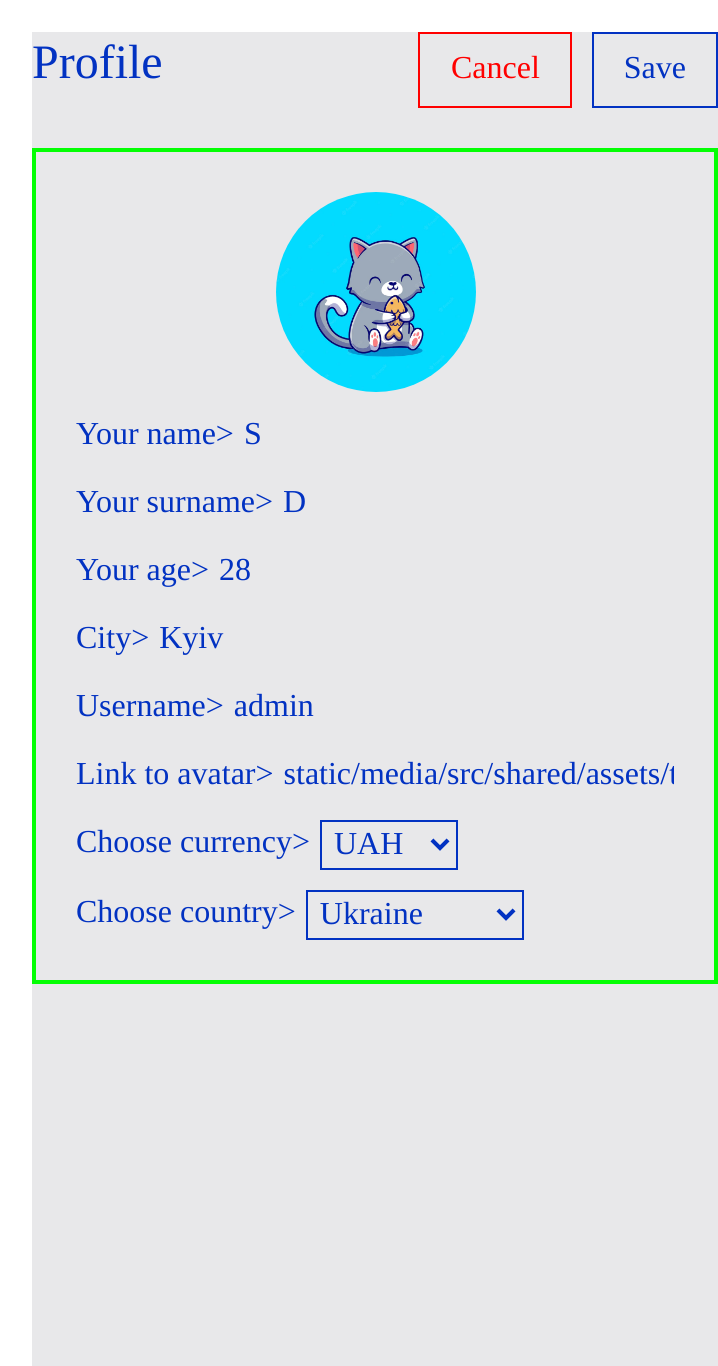 Profile Cancel Save
Your name> S
Your surname> D
Your age> 28
City> Kyiv
Username> admin
Link to avatar> static/media/src/shared/assets/
Choose currency> UAH
Choose country> Ukraine